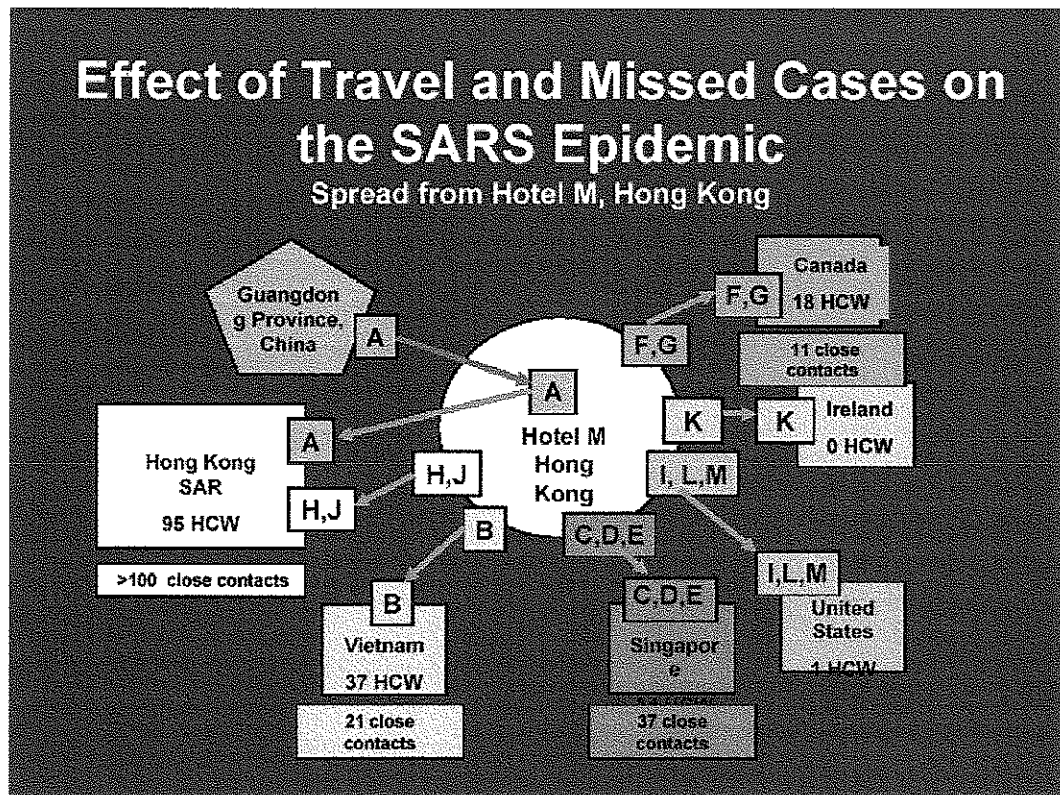 Effect of Travel and Missed Cases on
the SARS Epidemic
Spread from Hotel M, Hong Kong
Guangdon
g Province,
China
A
A
Hotel M
Hong
Kong
A
Hong Kong
SAR
95 HCW
H,J
H,J
>100 close contacts
B
B
Vietnam
37 HCW
21 close
contacts
C,D,E
C,D,E
Singapor
e
37 close
contacts
I, L,M
I,L,M
United
States
1 HCW
K
K
Ireland
0 HCW
F,G
F,G
Canada
18 HCW
11 close
contacts